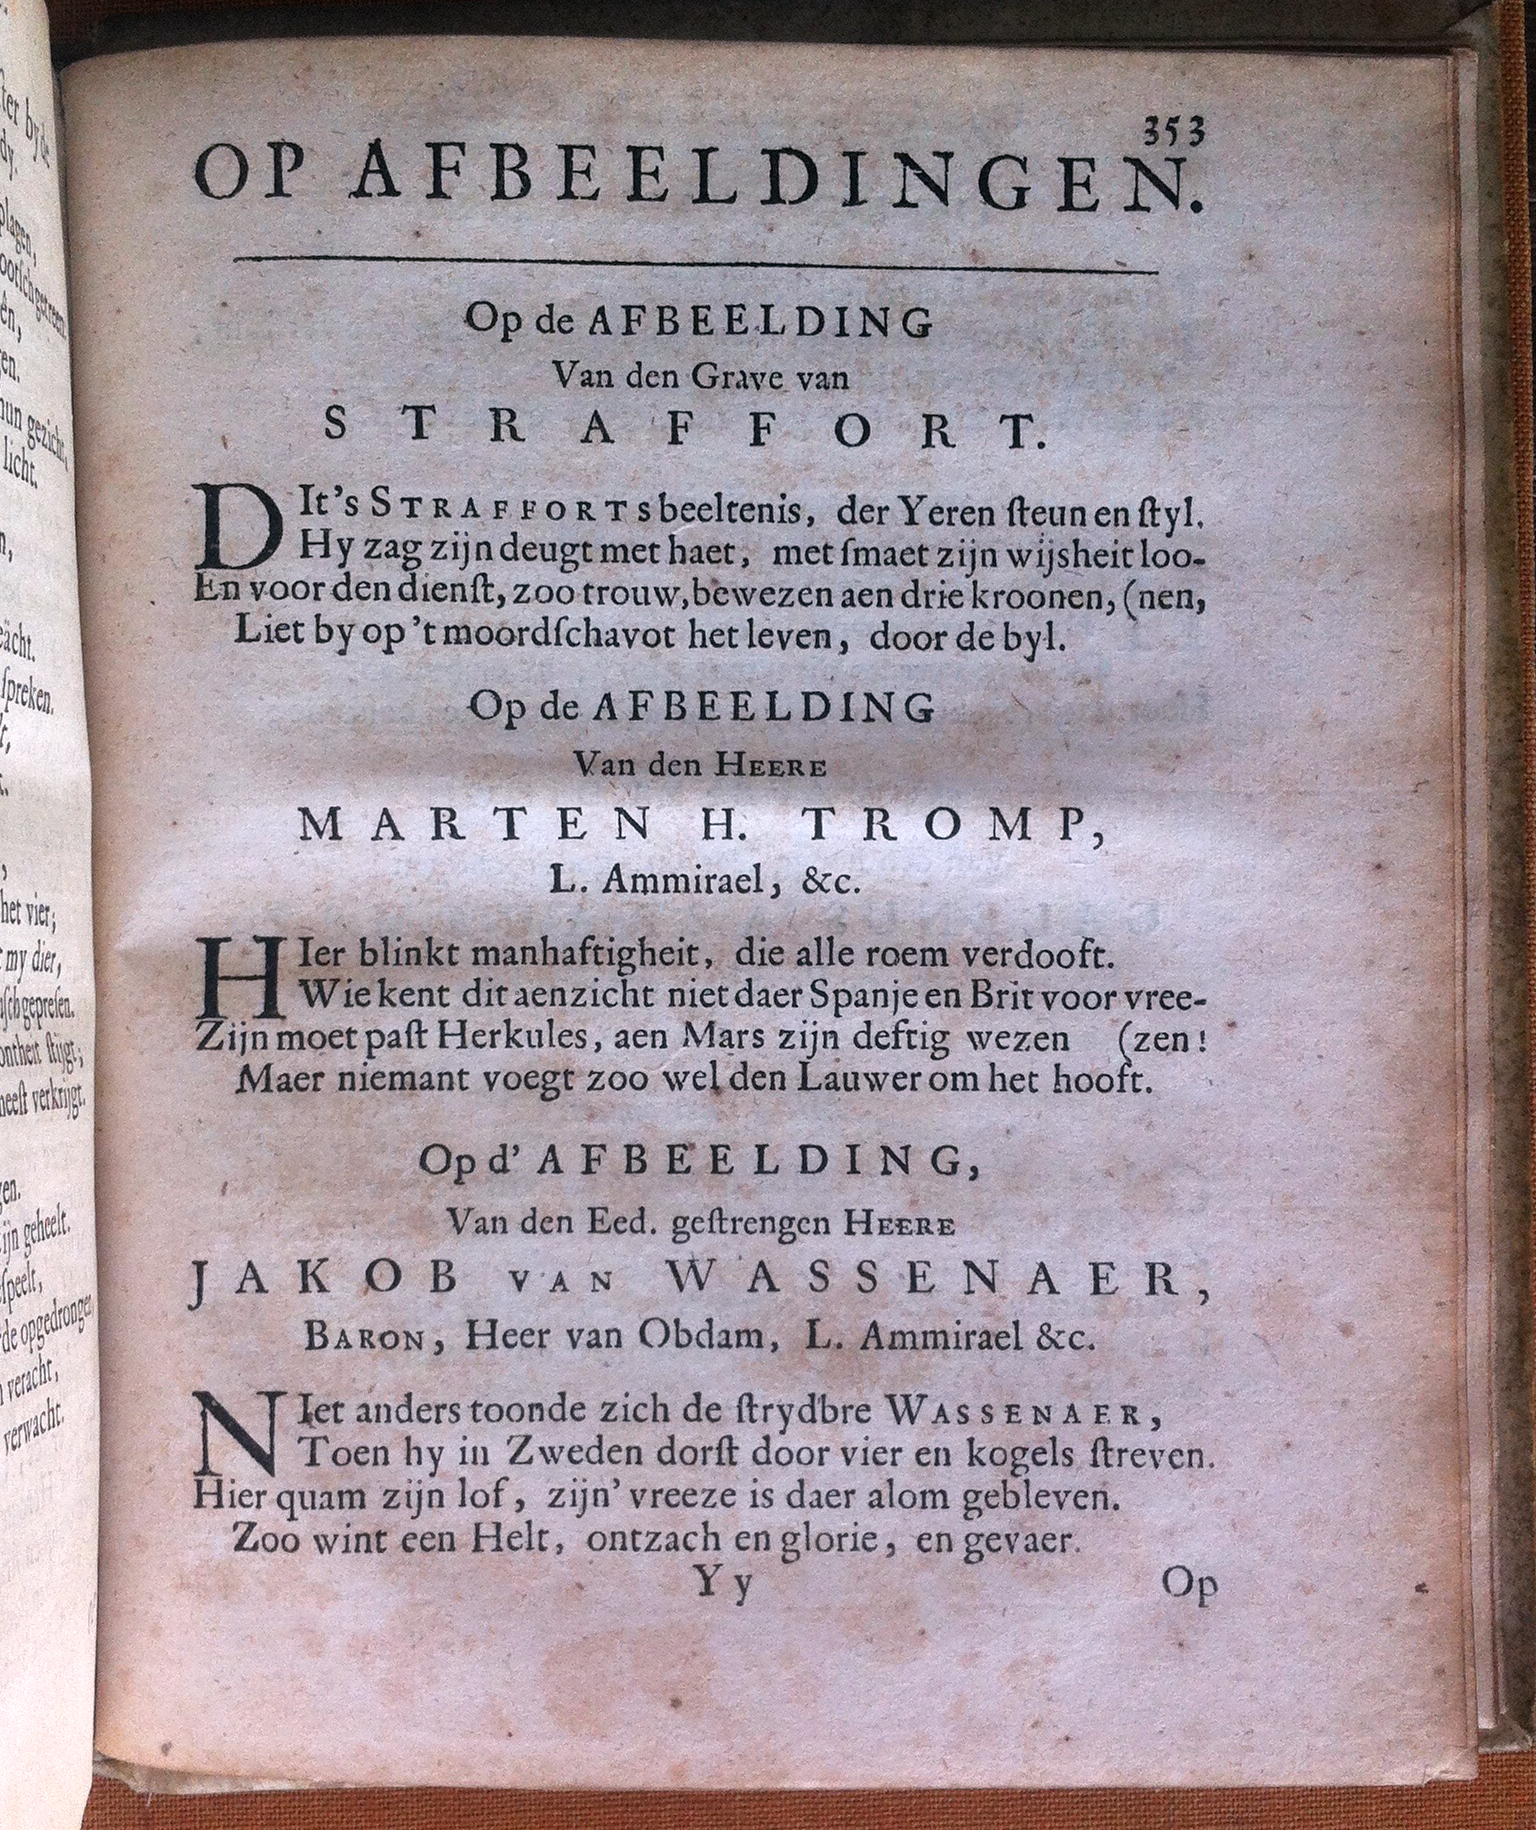 353
OP AFBEELDINGEN.
Op de AFBEELDING
Van den Grave van
STRAFFORT.
DIt's STRAFFORTS beeltenis, der Yeren ſteun en ſtyl.
Hy zag zijn deugt met haet, met ſmaet zijn wijsheit loo-
En voor den dienſt, zoo trouw, bewezen aen drie kroonen, (nen,
Liet by op 't moordſchavot het leven, door de byl.
Op de AFBEELDING
Van den HEERE
MARTEN H. TROMP,
L. Ammirael, &c.
HIer blinkt manhaftigheit, die alle roem verdooft.
Wie kent dit aenzicht niet daer Spanje en Brit voor vree-
Zijn moet paſt Herkules, aen Mars zijn deftig wezen (zen!
Maer niemant voegt zoo wel den Lauwer om het hooft.
Op d' AFBEELDING,
Van den Eed. geſtrengen HEERE
JAKOB VAN WASSENAER,
BARON, Heer van Obdam, L. Ammirael &c.
NIet anders toonde zich de ſtrydbre WASSENAER,
Toen hy in Zweden dorſt door vier en kogels ſtreven.
Hier quam zijn lof, zijn' vreeze is daer alom gebleven.
Zoo wint een Helt, ontzach en glorie, en gevaer.
Yy Op